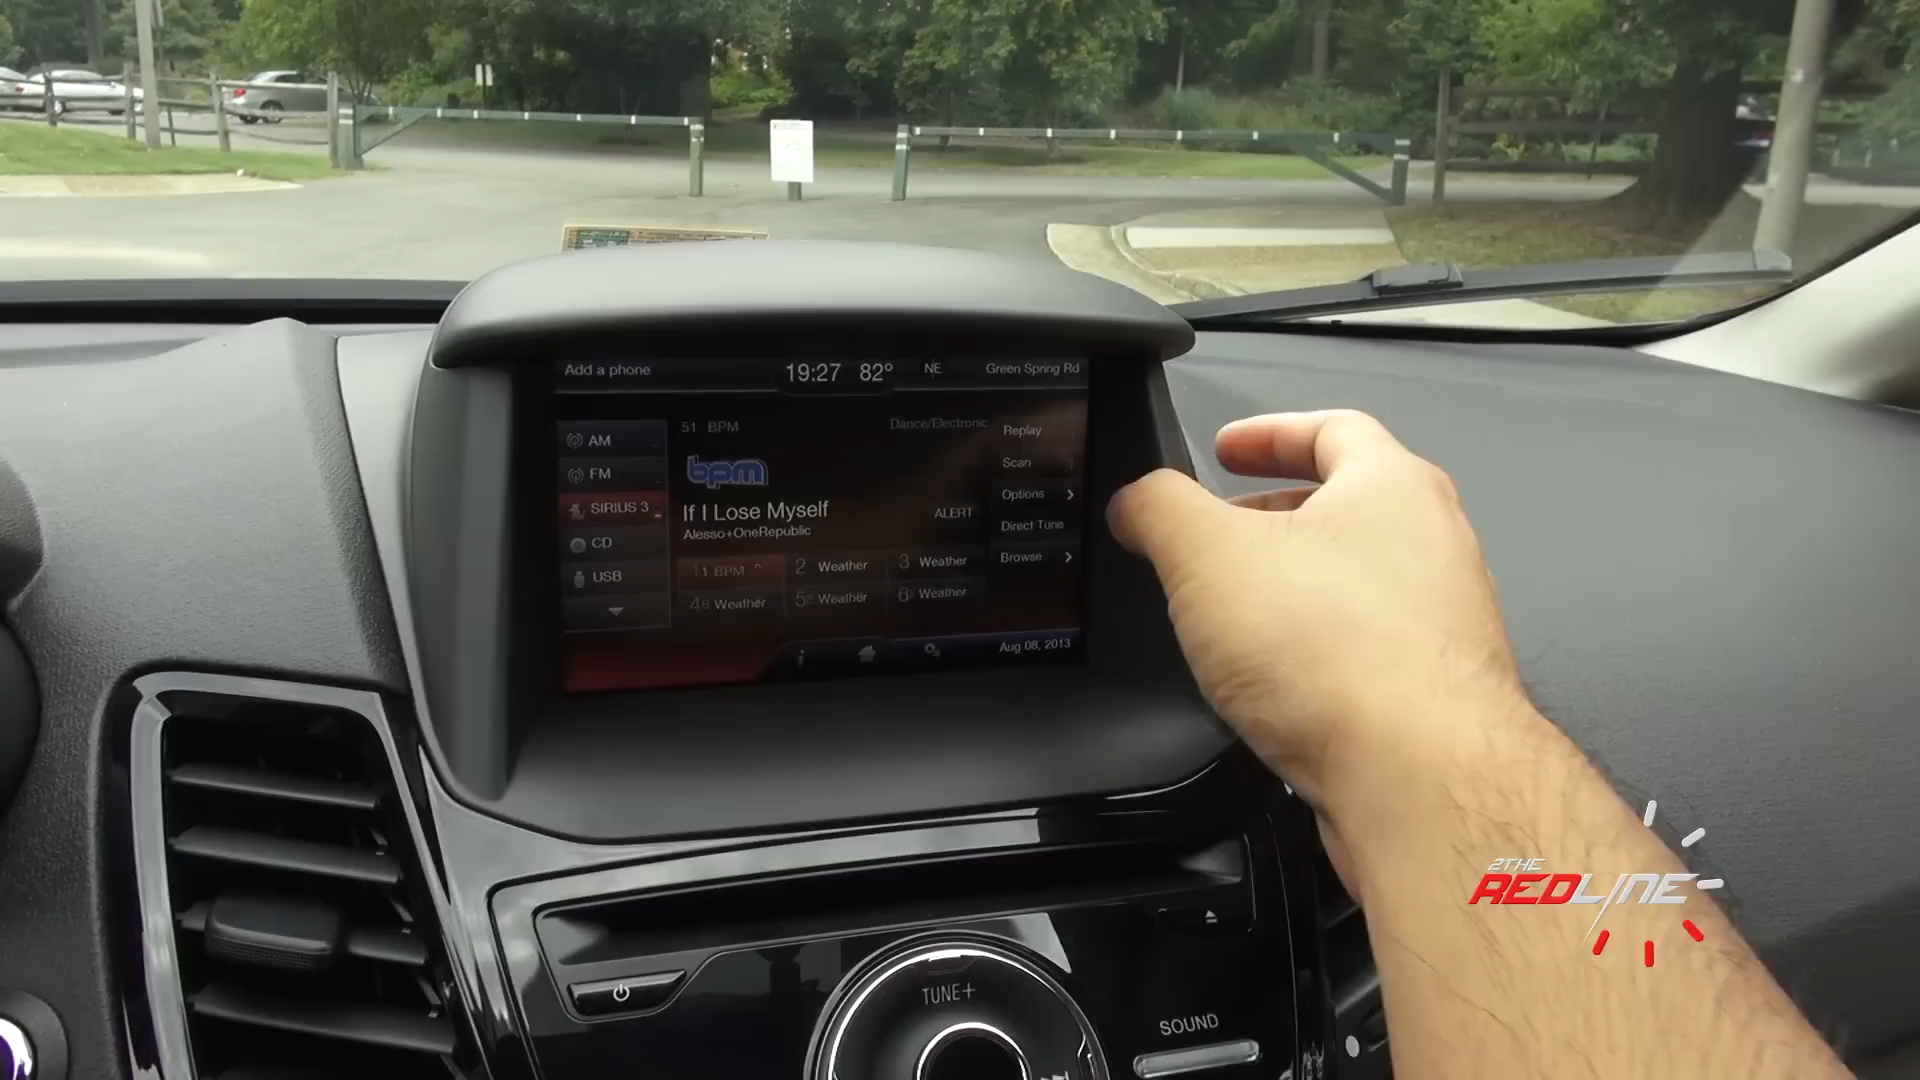 Add a phone
19:27 82° NE Green Spring Rd
AM
FM
SIRIUS 3
CD
USB
51 BPM
Dance/Electronic
bpm
If I Lose Myself
Alesso+OneRepublic
ALERT
Replay
Scan
Options
Direct Tune
Browse
1 BPM 2 Weather 3 Weather
4 Weather 5 Weather 6 Weather
Aug 08, 2013
TUNE+
SOUND
2THE
REDLINE